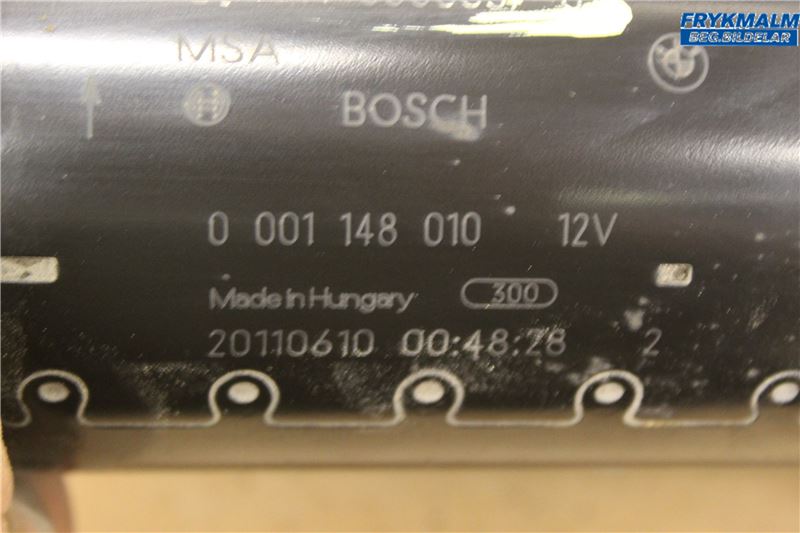 FRYKMALM
BEG.BILDELAR
MSA
BOSCH
0 001 148 010 12V
Made in Hungary 300
20110610 00:48:28 2